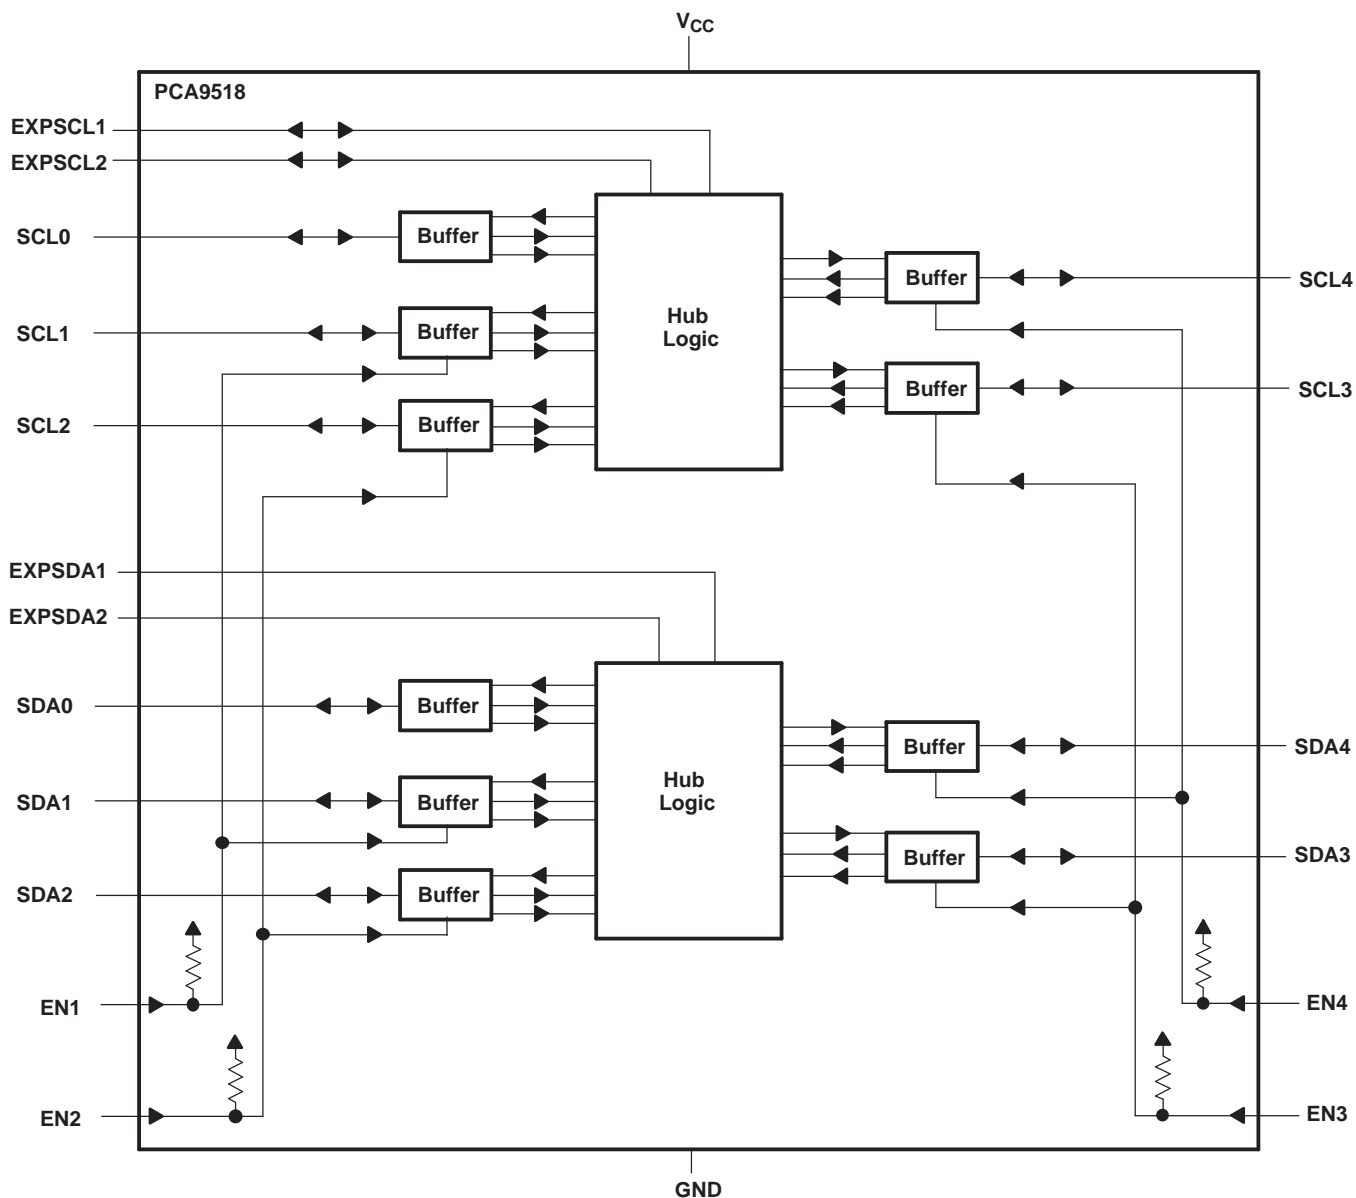 VCC
PCA9518
EXPSCL1
EXPSCL2
SCL0
Buffer
SCL1
Buffer
SCL2
Buffer
Hub
Logic
Buffer
SCL4
Buffer
SCL3
EXPSDA1
EXPSDA2
SDA0
Buffer
SDA1
Buffer
SDA2
Buffer
Hub
Logic
Buffer
SDA4
Buffer
SDA3
EN1
EN4
EN2
EN3
GND